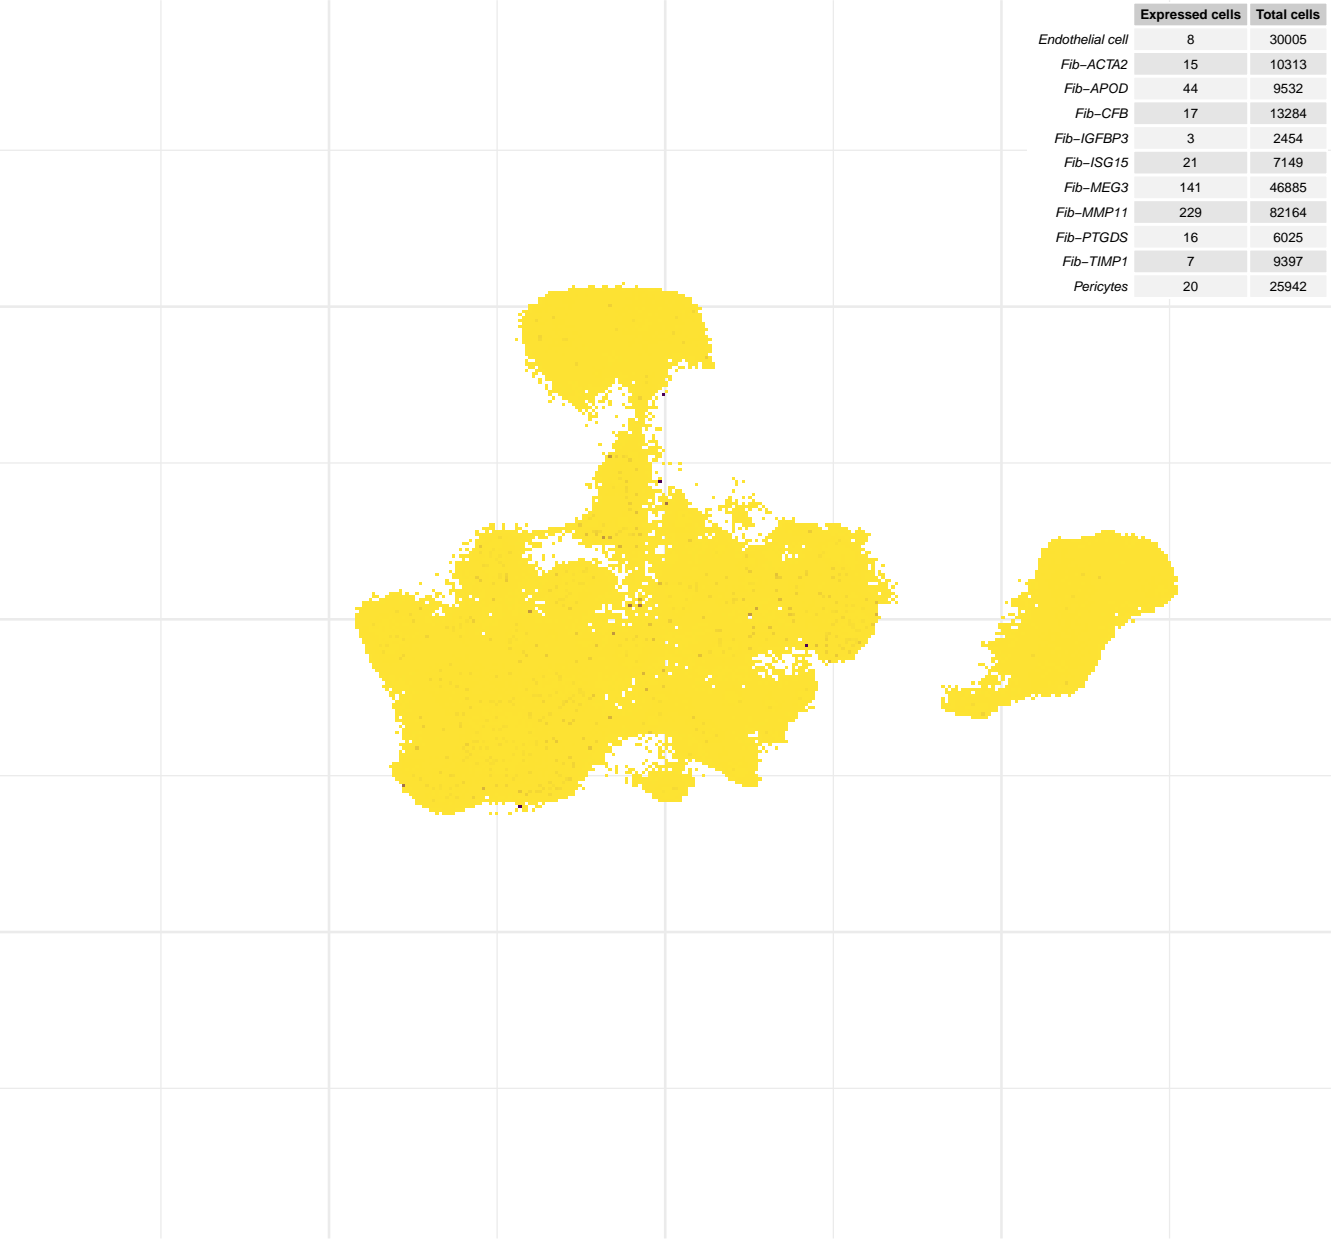 Expressed cells Total cells
Endothelial cell 8 30005
Fib−ACTA2 15 10313
Fib−APOD 44 9532
Fib−CFB 17 13284
Fib−IGFBP3 3 2454
Fib−ISG15 21 7149
Fib−MEG3 141 46885
Fib−MMP11 229 82164
Fib−PTGDS 16 6025
Fib−TIMP1 7 9397
Pericytes 20 25942